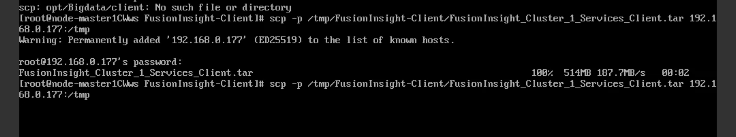 scp: opt/Bigdata/client: No such file or directory
[root@node-master1CWws FusionInsight-Client]# scp -p /tmp/FusionInsight-Client/FusionInsight_Cluster_1_Services_Client.tar 192.1
68.0.177:/tmp
Warning: Permanently added '192.168.0.177' (ED25519) to the list of known hosts.
root@192.168.0.177's password:
FusionInsight_Cluster_1_Services_Client.tar 100% 514MB 187.7MB/s 00:02
[root@node-master1CWws FusionInsight-Client]# scp -p /tmp/FusionInsight-Client/FusionInsight_Cluster_1_Services_Client.tar 192.1
68.0.177:/tmp